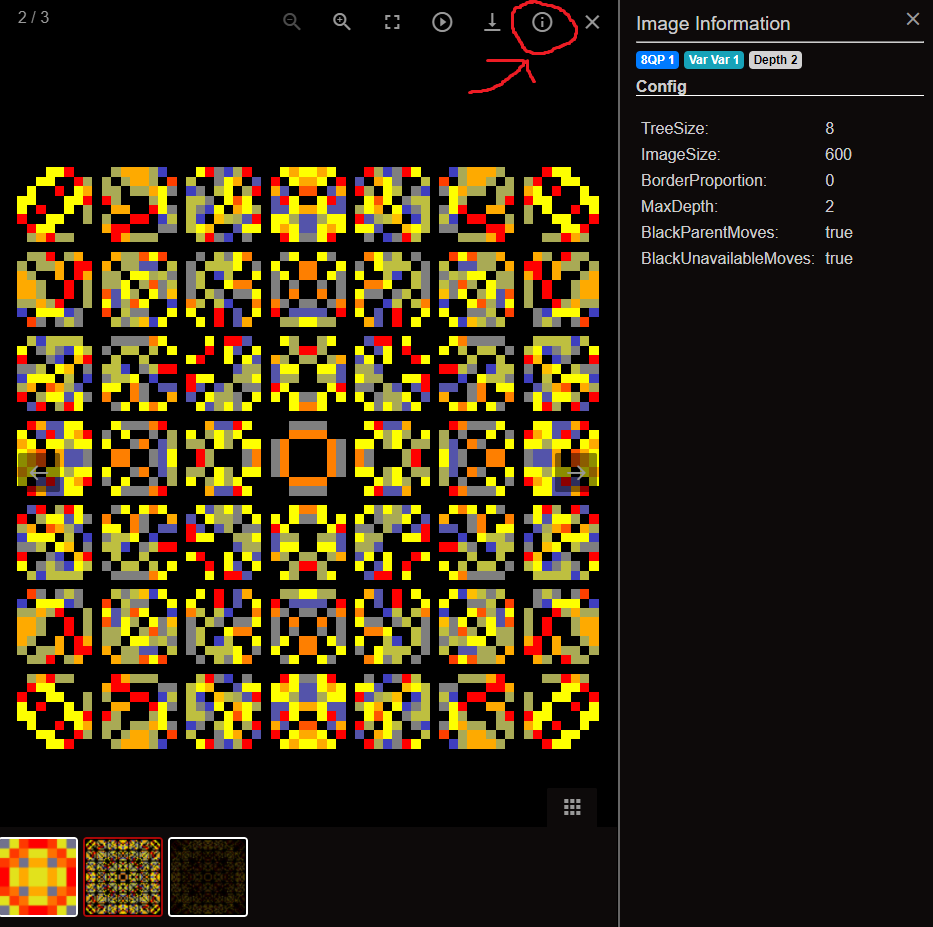 2 / 3
Image Information
8QP 1 Var Var 1 Depth 2
Config
TreeSize: 8
ImageSize: 600
BorderProportion: 0
MaxDepth: 2
BlackParentMoves: true
BlackUnavailableMoves: true